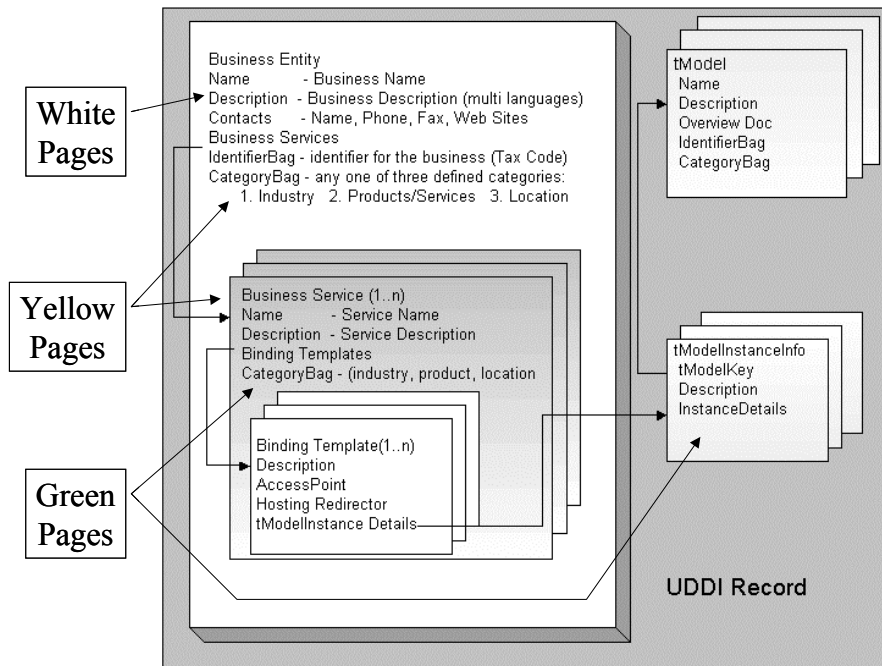 White
Pages
Yellow
Pages
Green
Pages
Business Entity
Name - Business Name
Description - Business Description (multi languages)
Contacts - Name, Phone, Fax, Web Sites
Business Services
IdentifierBag - identifier for the business (Tax Code)
CategoryBag - any one of three defined categories:
1. Industry 2. Products/Services 3. Location
Business Service (1..n)
Name - Service Name
Description - Service Description
Binding Templates
CategoryBag - (industry, product, location
Binding Template(1..n)
Description
AccessPoint
Hosting Redirector
tModelInstance Details
tModel
Name
Description
Overview Doc
IdentifierBag
CategoryBag
tModelInstanceInfo
tModelKey
Description
InstanceDetails
UDDI Record